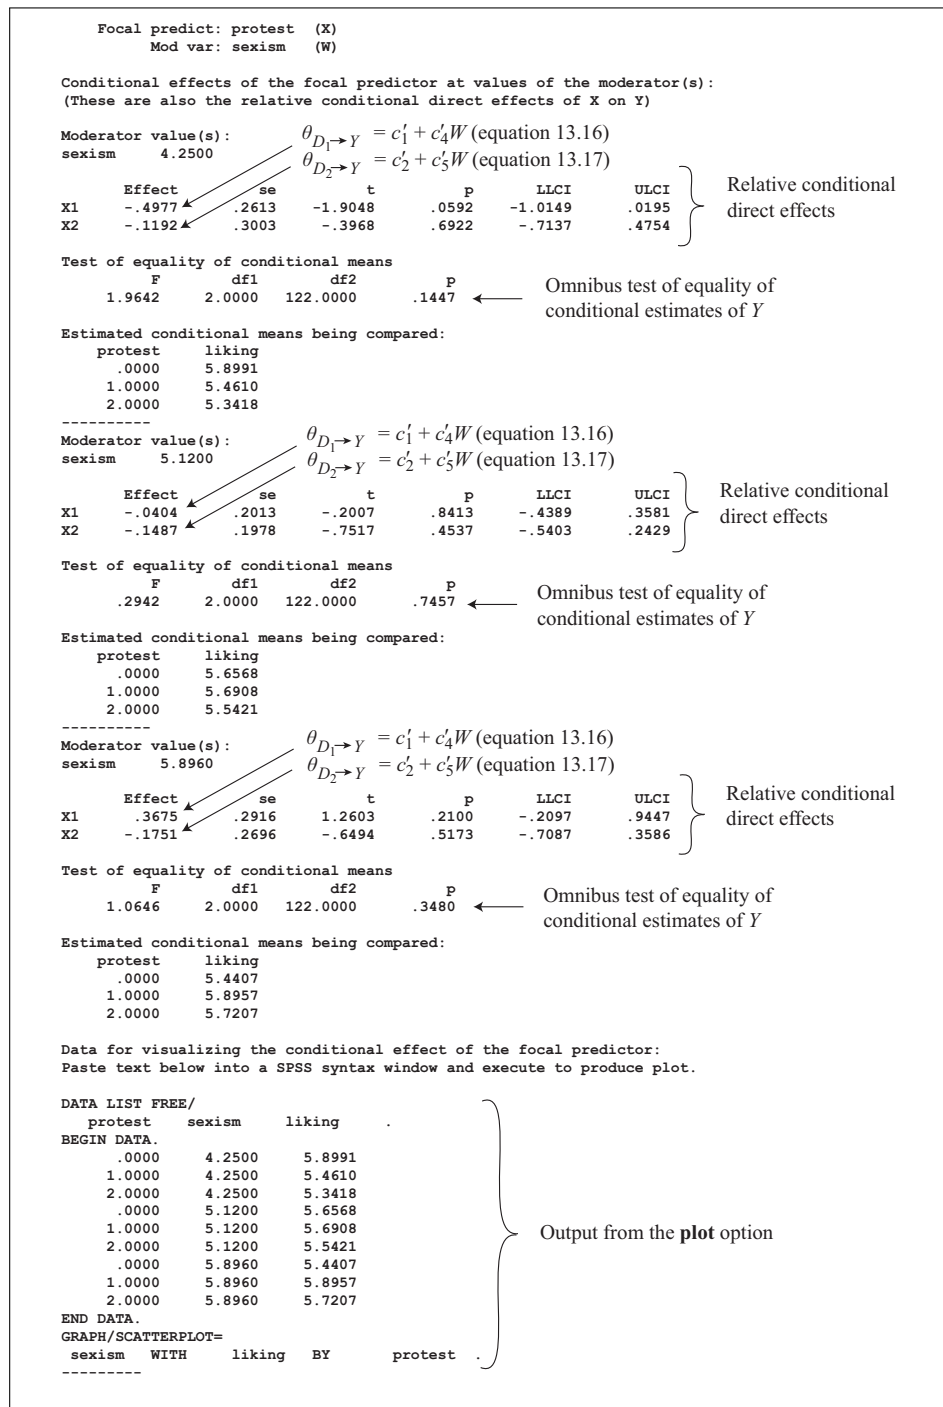 Focal predict: protest (X)
Mod var: sexism (W)
Conditional effects of the focal predictor at values of the moderator(s):
(These are also the relative conditional direct effects of X on Y)
Moderator value(s):
sexism 4.2500
θ_{D₁→Y} = c′₁ + c′₄W (equation 13.16)
θ_{D₂→Y} = c′₂ + c′₅W (equation 13.17)
Effect se t p LLCI ULCI
X1 -.4977 .2613 -1.9048 .0592 -1.0149 .0195
X2 -.1192 .3003 -.3968 .6922 -.7137 .4754
Relative conditional
direct effects
Test of equality of conditional means
F df1 df2 p
1.9642 2.0000 122.0000 .1447
Omnibus test of equality of
conditional estimates of Y
Estimated conditional means being compared:
protest liking
.0000 5.8991
1.0000 5.4610
2.0000 5.3418
----------
Moderator value(s):
sexism 5.1200
θ_{D₁→Y} = c′₁ + c′₄W (equation 13.16)
θ_{D₂→Y} = c′₂ + c′₅W (equation 13.17)
Effect se t p LLCI ULCI
X1 -.0404 .2013 -.2007 .8413 -.4389 .3581
X2 -.1487 .1978 -.7517 .4537 -.5403 .2429
Relative conditional
direct effects
Test of equality of conditional means
F df1 df2 p
.2942 2.0000 122.0000 .7457
Omnibus test of equality of
conditional estimates of Y
Estimated conditional means being compared:
protest liking
.0000 5.6568
1.0000 5.6908
2.0000 5.5421
----------
Moderator value(s):
sexism 5.8960
θ_{D₁→Y} = c′₁ + c′₄W (equation 13.16)
θ_{D₂→Y} = c′₂ + c′₅W (equation 13.17)
Effect se t p LLCI ULCI
X1 .3675 .2916 1.2603 .2100 -.2097 .9447
X2 -.1751 .2696 -.6494 .5173 -.7087 .3586
Relative conditional
direct effects
Test of equality of conditional means
F df1 df2 p
1.0646 2.0000 122.0000 .3480
Omnibus test of equality of
conditional estimates of Y
Estimated conditional means being compared:
protest liking
.0000 5.4407
1.0000 5.8957
2.0000 5.7207
Data for visualizing the conditional effect of the focal predictor:
Paste text below into a SPSS syntax window and execute to produce plot.
DATA LIST FREE/
protest sexism liking .
BEGIN DATA.
.0000 4.2500 5.8991
1.0000 4.2500 5.4610
2.0000 4.2500 5.3418
.0000 5.1200 5.6568
1.0000 5.1200 5.6908
2.0000 5.1200 5.5421
.0000 5.8960 5.4407
1.0000 5.8960 5.8957
2.0000 5.8960 5.7207
END DATA.
GRAPH/SCATTERPLOT=
sexism WITH liking BY protest .
---------
Output from the plot option